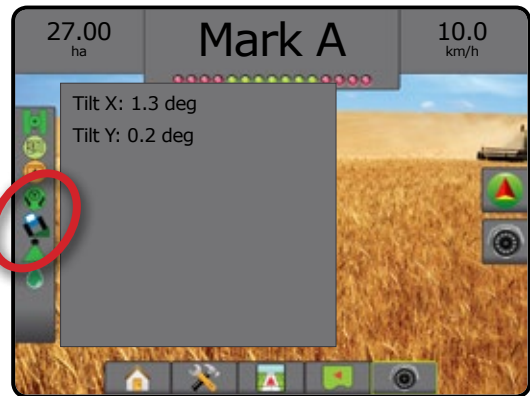 27.00
ha
Mark A
10.0
km/h
Tilt X: 1.3 deg
Tilt Y: 0.2 deg